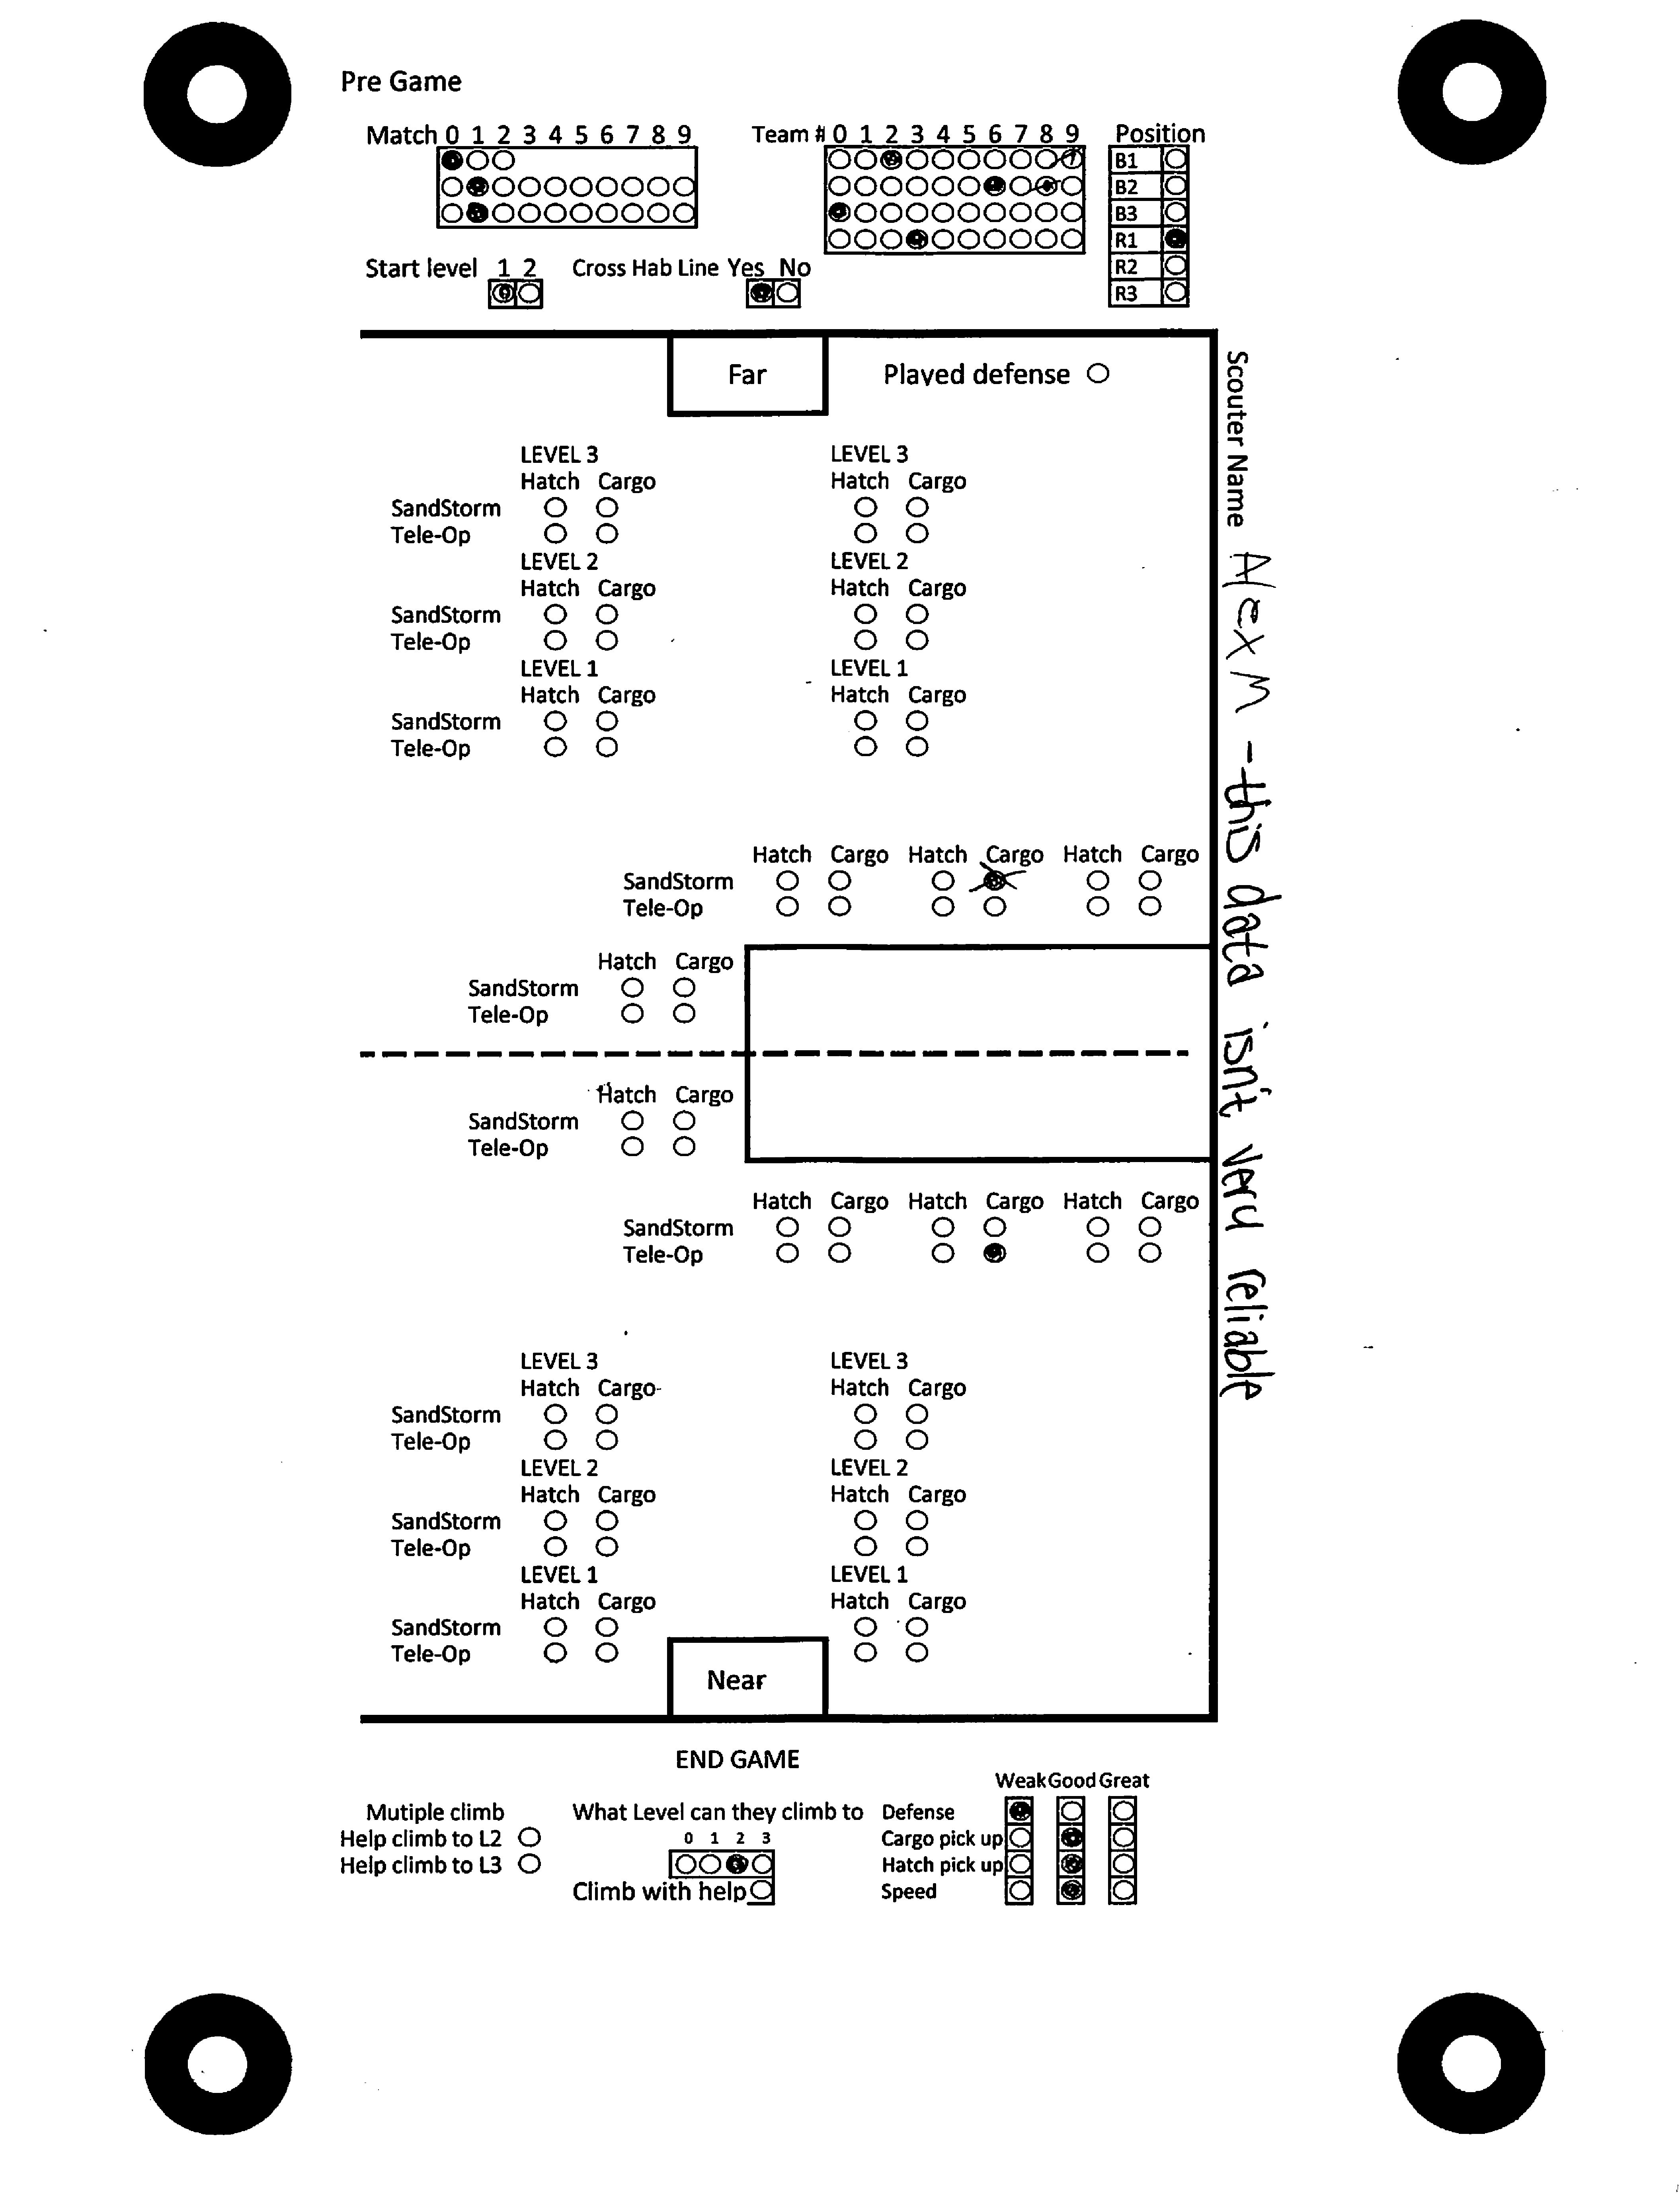 Pre Game
Match 0 1 2 3 4 5 6 7 8 9
Team # 0 1 2 3 4 5 6 7 8 9
Position
B1
B2
B3
R1
R2
R3
Start level 1 2
Cross Hab Line Yes No
Far
Played defense
Scouter Name Alex M - this data isn't very reliable
LEVEL 3 LEVEL 3
Hatch Cargo Hatch Cargo
SandStorm
Tele-Op
LEVEL 2 LEVEL 2
Hatch Cargo Hatch Cargo
SandStorm
Tele-Op
LEVEL 1 LEVEL 1
Hatch Cargo Hatch Cargo
SandStorm
Tele-Op
Hatch Cargo Hatch Cargo Hatch Cargo
SandStorm
Tele-Op
Hatch Cargo
SandStorm
Tele-Op
Hatch Cargo
SandStorm
Tele-Op
Hatch Cargo Hatch Cargo Hatch Cargo
SandStorm
Tele-Op
LEVEL 3 LEVEL 3
Hatch Cargo Hatch Cargo
SandStorm
Tele-Op
LEVEL 2 LEVEL 2
Hatch Cargo Hatch Cargo
SandStorm
Tele-Op
LEVEL 1 LEVEL 1
Hatch Cargo Hatch Cargo
SandStorm
Tele-Op
Near
END GAME
Mutiple climb
Help climb to L2
Help climb to L3
What Level can they climb to
0 1 2 3
Climb with help
Weak Good Great
Defense
Cargo pick up
Hatch pick up
Speed